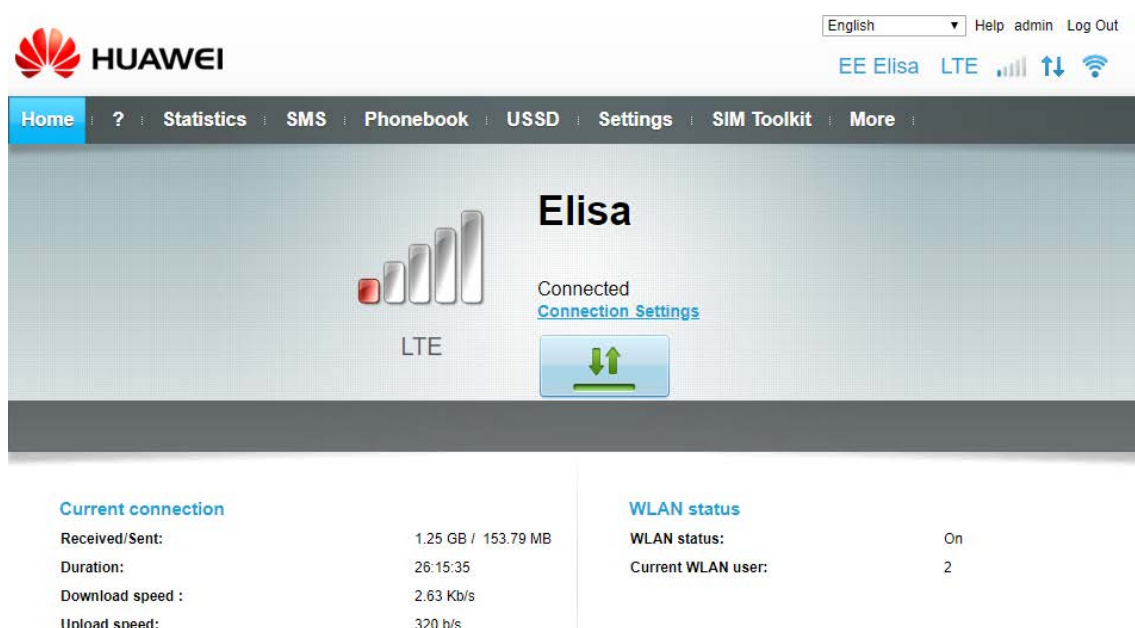 English Help admin Log Out
HUAWEI
EE Elisa LTE
Home ? Statistics SMS Phonebook USSD Settings SIM Toolkit More
Elisa
Connected
Connection Settings
LTE
Current connection
Received/Sent: 1.25 GB / 153.79 MB
Duration: 26:15:35
Download speed : 2.63 Kb/s
Upload speed: 320 b/s
WLAN status
WLAN status: On
Current WLAN user: 2